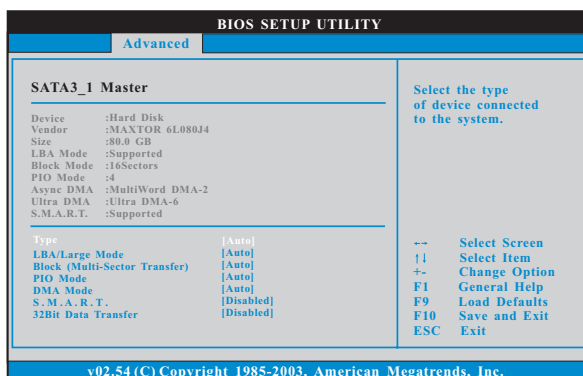 BIOS SETUP UTILITY
Advanced
SATA3_1 Master
Device :Hard Disk
Vendor :MAXTOR 6L080J4
Size :80.0 GB
LBA Mode :Supported
Block Mode :16Sectors
PIO Mode :4
Async DMA :MultiWord DMA-2
Ultra DMA :Ultra DMA-6
S.M.A.R.T. :Supported
Type [Auto]
LBA/Large Mode [Auto]
Block (Multi-Sector Transfer) [Auto]
PIO Mode [Auto]
DMA Mode [Auto]
S.M.A.R.T. [Disabled]
32Bit Data Transfer [Disabled]
Select the type
of device connected
to the system.
←→ Select Screen
↑↓ Select Item
+- Change Option
F1 General Help
F9 Load Defaults
F10 Save and Exit
ESC Exit
v02.54 (C) Copyright 1985-2003, American Megatrends, Inc.